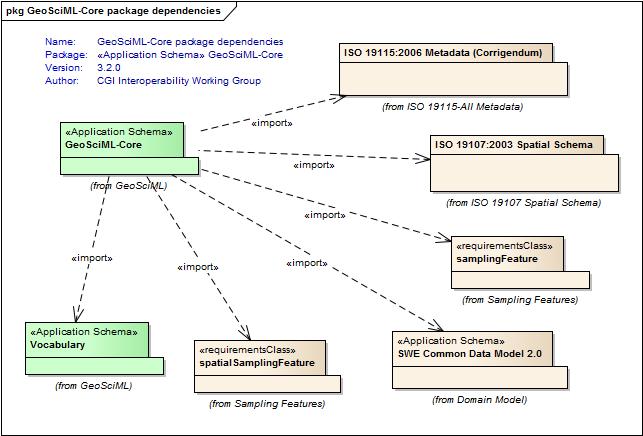 pkg GeoSciML-Core package dependencies
Name: GeoSciML-Core package dependencies
Package: «Application Schema» GeoSciML-Core
Version: 3.2.0
Author: CGI Interoperability Working Group
ISO 19115:2006 Metadata (Corrigendum)
(from ISO 19115-All Metadata)
«import»
«Application Schema»
GeoSciML-Core
(from GeoSciML)
ISO 19107:2003 Spatial Schema
(from ISO 19107 Spatial Schema)
«import»
«import»
«requirementsClass»
samplingFeature
(from Sampling Features)
«import»
«import»
«import»
«Application Schema»
Vocabulary
(from GeoSciML)
«requirementsClass»
spatialSamplingFeature
(from Sampling Features)
«Application Schema»
SWE Common Data Model 2.0
(from Domain Model)